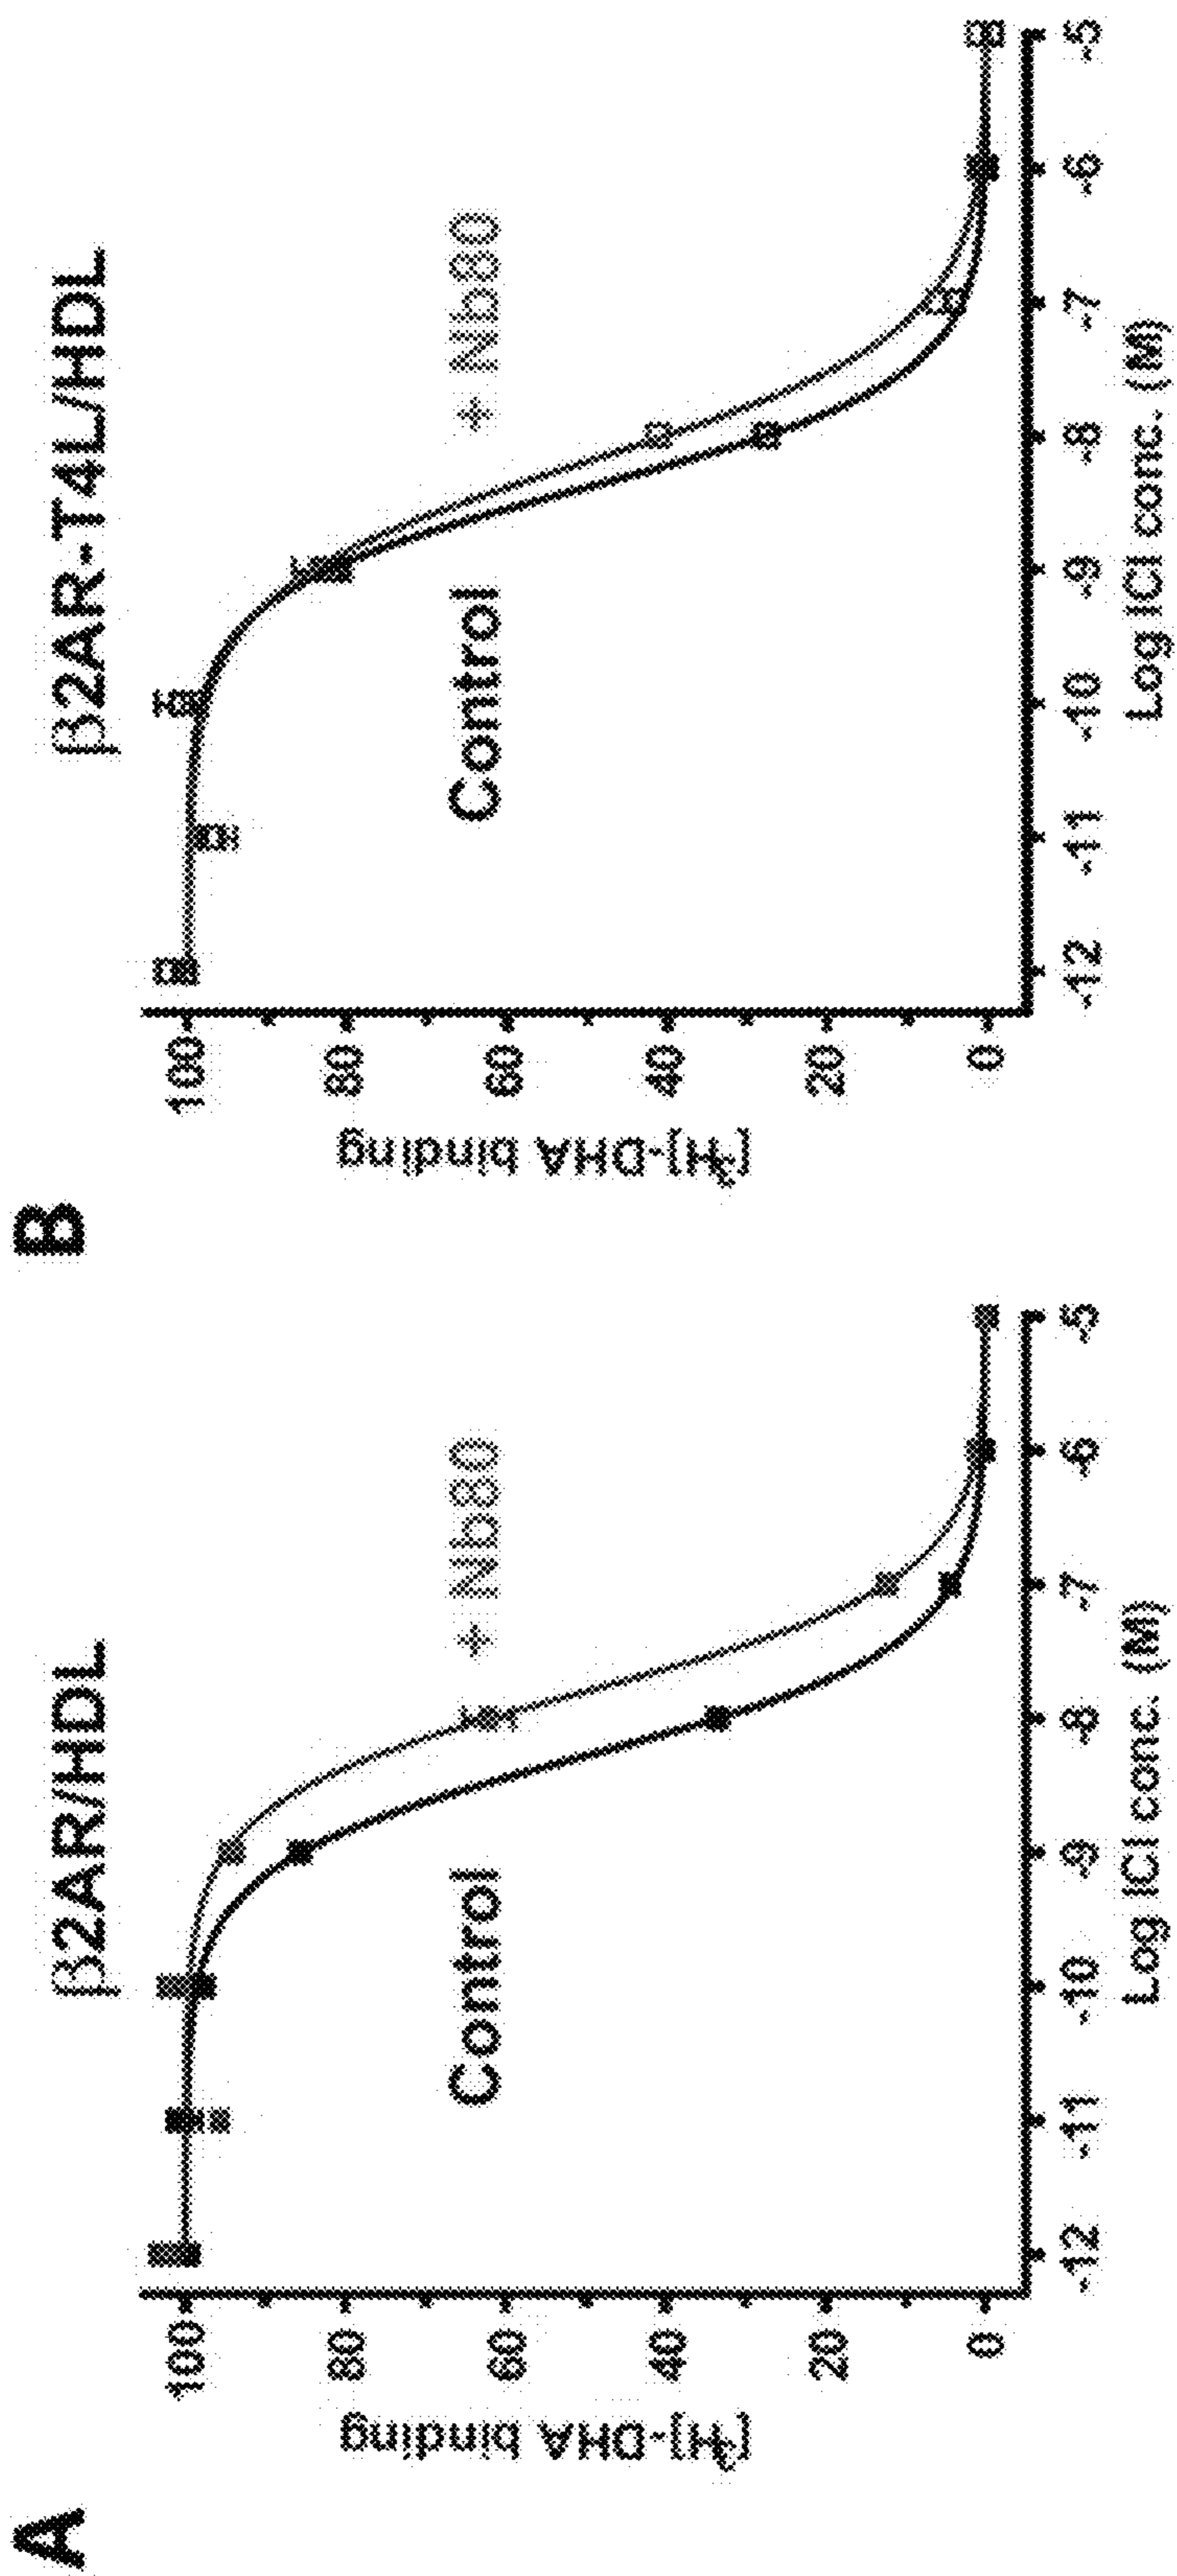 A
β2AR/HDL
[³H]-DHA binding
100
80
60
40
20
0
Control
+ Nb80
-12 -11 -10 -9 -8 -7 -6 -5
Log ICI conc. (M)
B
β2AR-T4L/HDL
[³H]-DHA binding
100
80
60
40
20
0
Control
+ Nb80
-12 -11 -10 -9 -8 -7 -6 -5
Log ICI conc. (M)